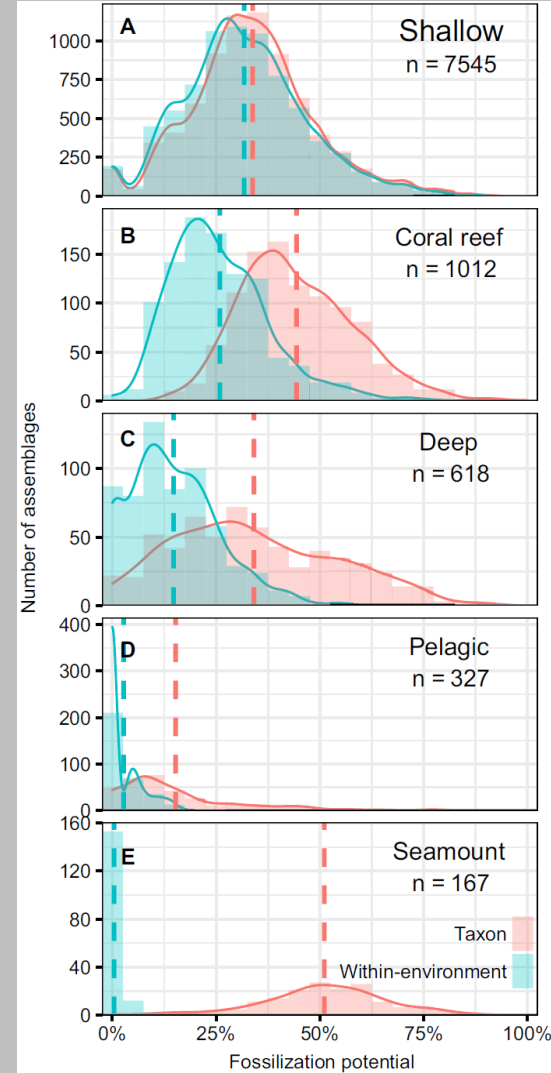 A
Shallow
n = 7545
1000
750
500
250
0
B
Coral reef
n = 1012
150
100
50
0
C
Deep
n = 618
100
50
0
Number of assemblages
D
Pelagic
n = 327
400
300
200
100
0
E
Seamount
n = 167
160
120
80
40
0
Taxon
Within-environment
0% 25% 50% 75% 100%
Fossilization potential